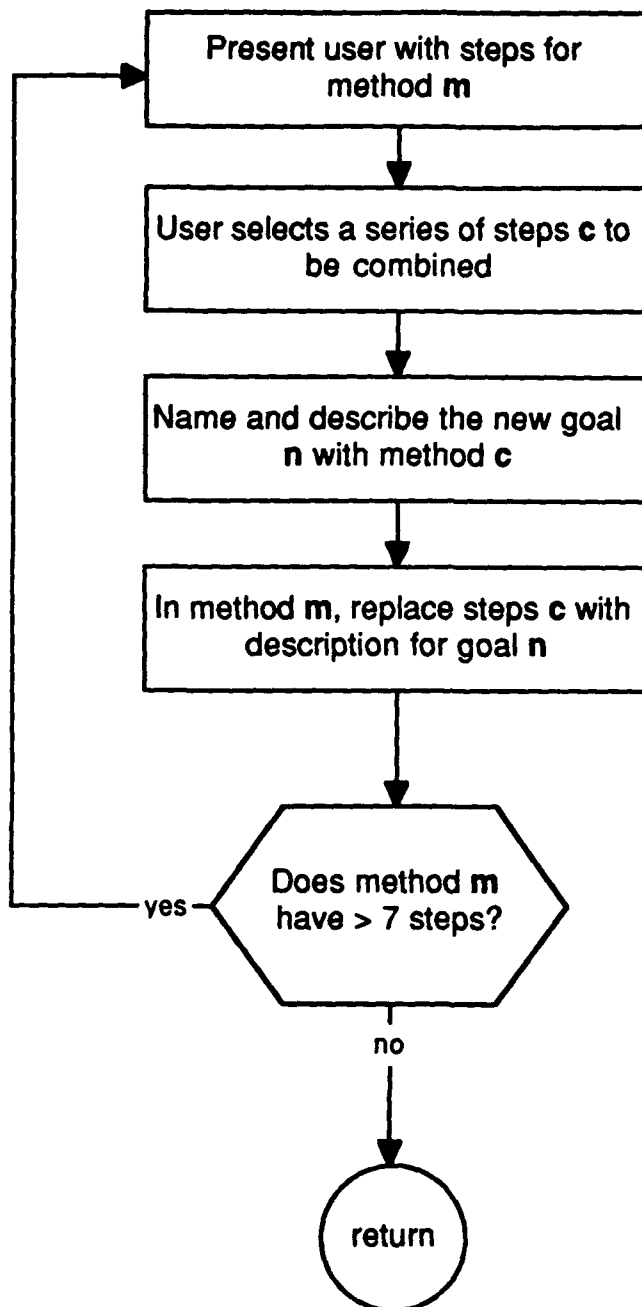 Present user with steps for
method m
User selects a series of steps c to
be combined
Name and describe the new goal
n with method c
In method m, replace steps c with
description for goal n
Does method m
have > 7 steps?
yes
no
return